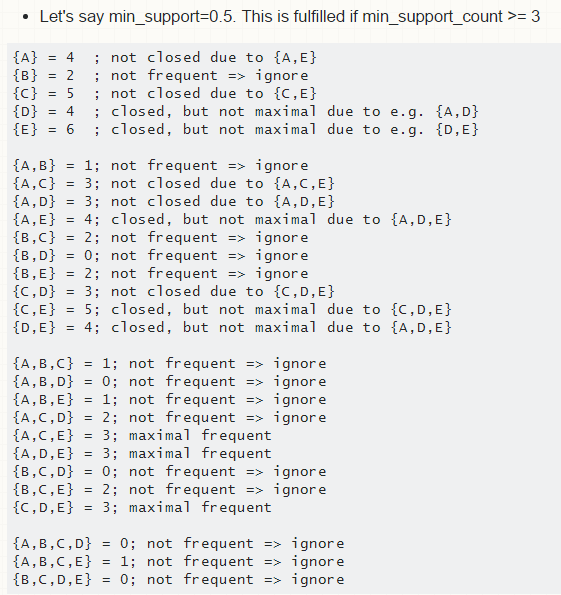 • Let's say min_support=0.5. This is fulfilled if min_support_count >= 3
{A} = 4  ; not closed due to {A,E}
{B} = 2  ; not frequent => ignore
{C} = 5  ; not closed due to {C,E}
{D} = 4  ; closed, but not maximal due to e.g. {A,D}
{E} = 6  ; closed, but not maximal due to e.g. {D,E}
{A,B} = 1; not frequent => ignore
{A,C} = 3; not closed due to {A,C,E}
{A,D} = 3; not closed due to {A,D,E}
{A,E} = 4; closed, but not maximal due to {A,D,E}
{B,C} = 2; not frequent => ignore
{B,D} = 0; not frequent => ignore
{B,E} = 2; not frequent => ignore
{C,D} = 3; not closed due to {C,D,E}
{C,E} = 5; closed, but not maximal due to {C,D,E}
{D,E} = 4; closed, but not maximal due to {A,D,E}
{A,B,C} = 1; not frequent => ignore
{A,B,D} = 0; not frequent => ignore
{A,B,E} = 1; not frequent => ignore
{A,C,D} = 2; not frequent => ignore
{A,C,E} = 3; maximal frequent
{A,D,E} = 3; maximal frequent
{B,C,D} = 0; not frequent => ignore
{B,C,E} = 2; not frequent => ignore
{C,D,E} = 3; maximal frequent
{A,B,C,D} = 0; not frequent => ignore
{A,B,C,E} = 1; not frequent => ignore
{B,C,D,E} = 0; not frequent => ignore